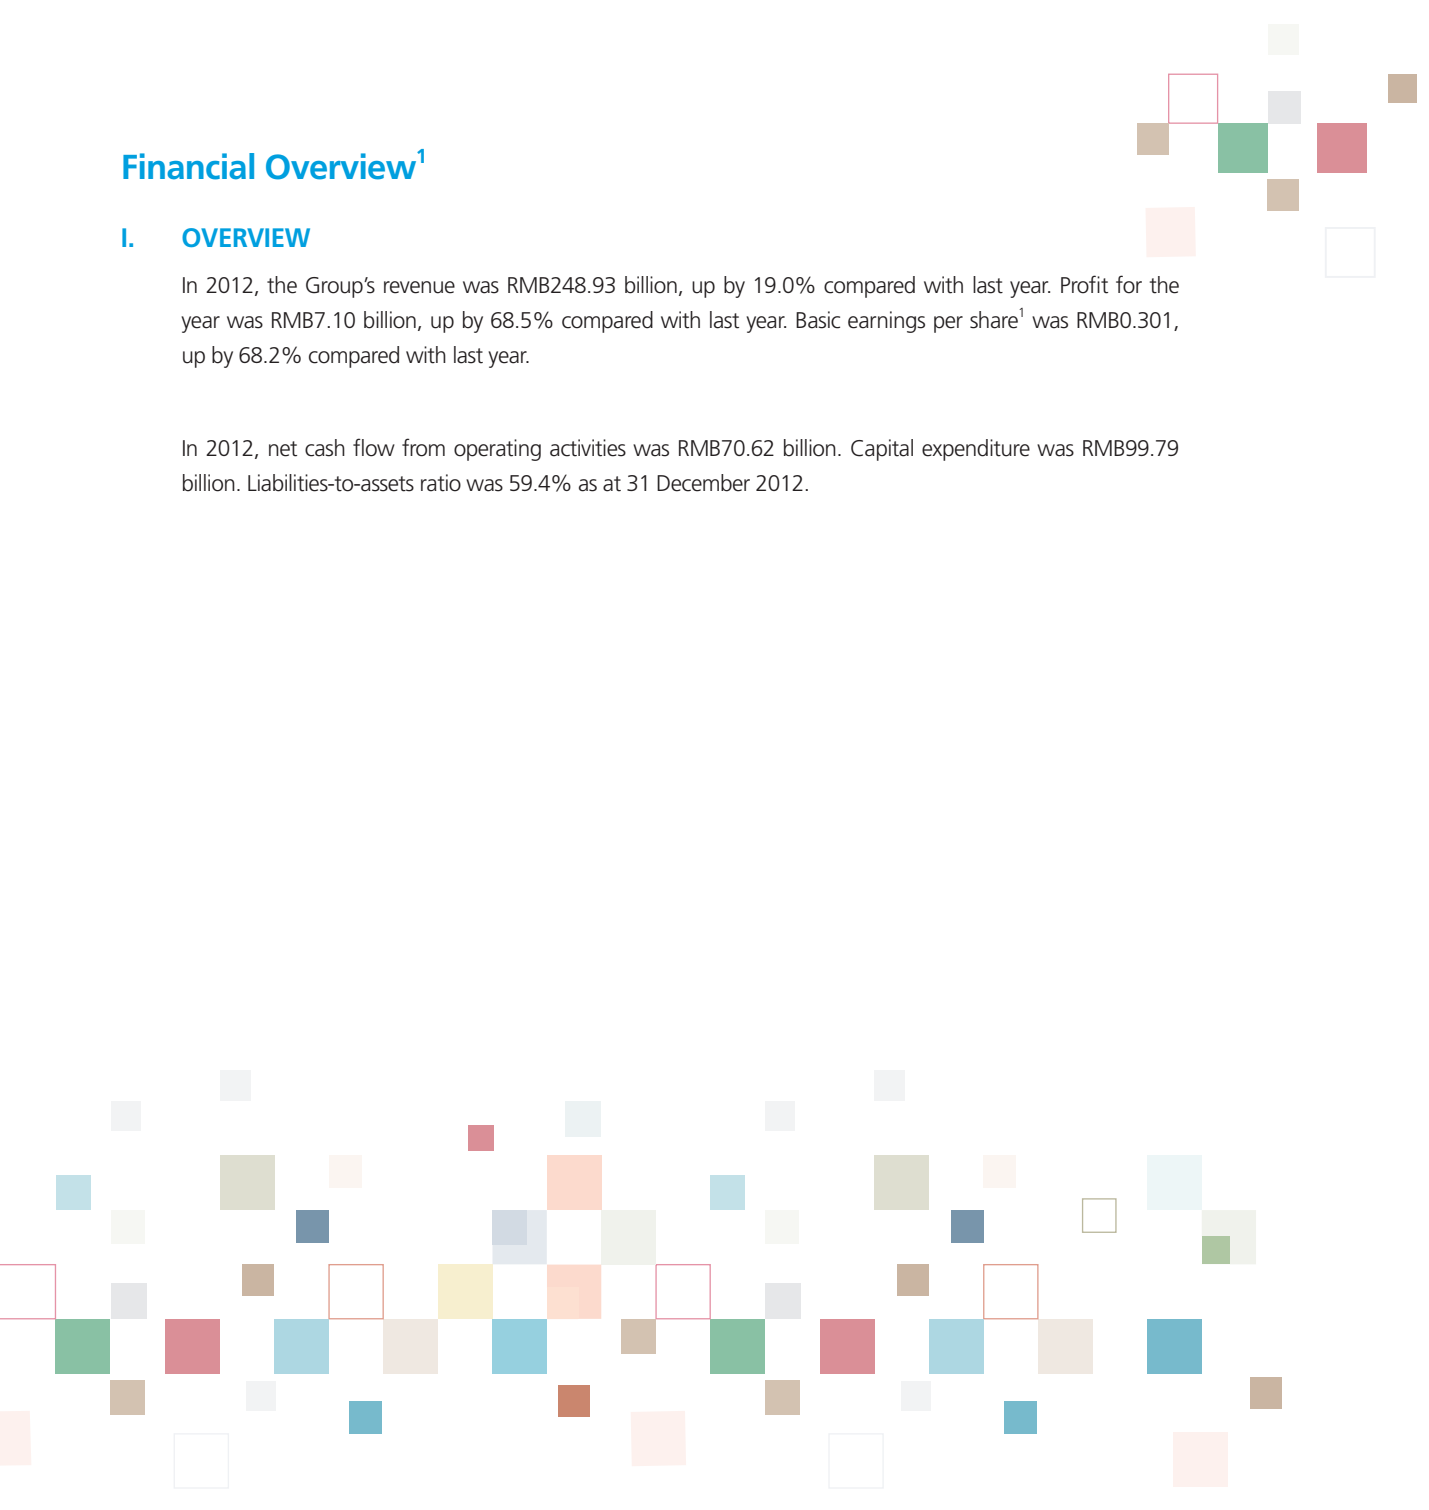 Financial Overview1
I. OVERVIEW
In 2012, the Group’s revenue was RMB248.93 billion, up by 19.0% compared with last year. Profit for the
year was RMB7.10 billion, up by 68.5% compared with last year. Basic earnings per share1 was RMB0.301,
up by 68.2% compared with last year.
In 2012, net cash flow from operating activities was RMB70.62 billion. Capital expenditure was RMB99.79
billion. Liabilities-to-assets ratio was 59.4% as at 31 December 2012.